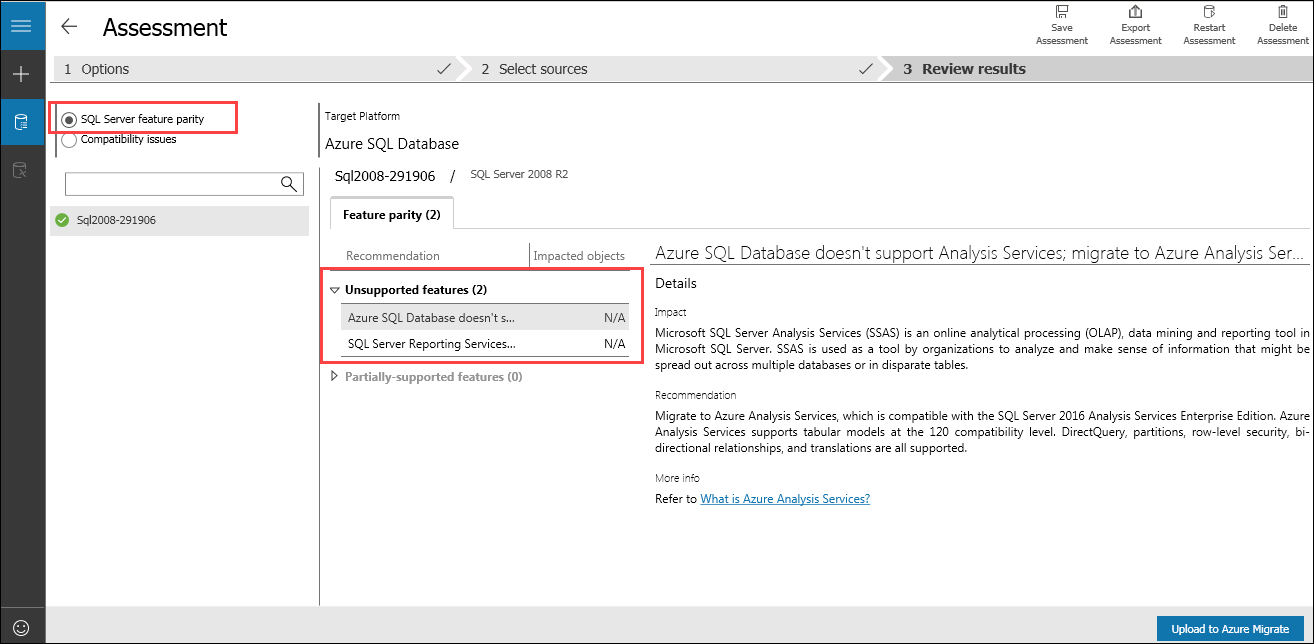 Assessment
Save Assessment
Export Assessment
Restart Assessment
Delete Assessment
1 Options
2 Select sources
3 Review results
SQL Server feature parity
Compatibility issues
Sql2008-291906
Target Platform
Azure SQL Database
Sql2008-291906 / SQL Server 2008 R2
Feature parity (2)
Recommendation Impacted objects
Unsupported features (2)
Azure SQL Database doesn't s... N/A
SQL Server Reporting Services... N/A
Partially-supported features (0)
Azure SQL Database doesn't support Analysis Services; migrate to Azure Analysis Ser...
Details
Impact
Microsoft SQL Server Analysis Services (SSAS) is an online analytical processing (OLAP), data mining and reporting tool in
Microsoft SQL Server. SSAS is used as a tool by organizations to analyze and make sense of information that might be
spread out across multiple databases or in disparate tables.
Recommendation
Migrate to Azure Analysis Services, which is compatible with the SQL Server 2016 Analysis Services Enterprise Edition. Azure
Analysis Services supports tabular models at the 120 compatibility level. DirectQuery, partitions, row-level security, bi-
directional relationships, and translations are all supported.
More info
Refer to What is Azure Analysis Services?
Upload to Azure Migrate